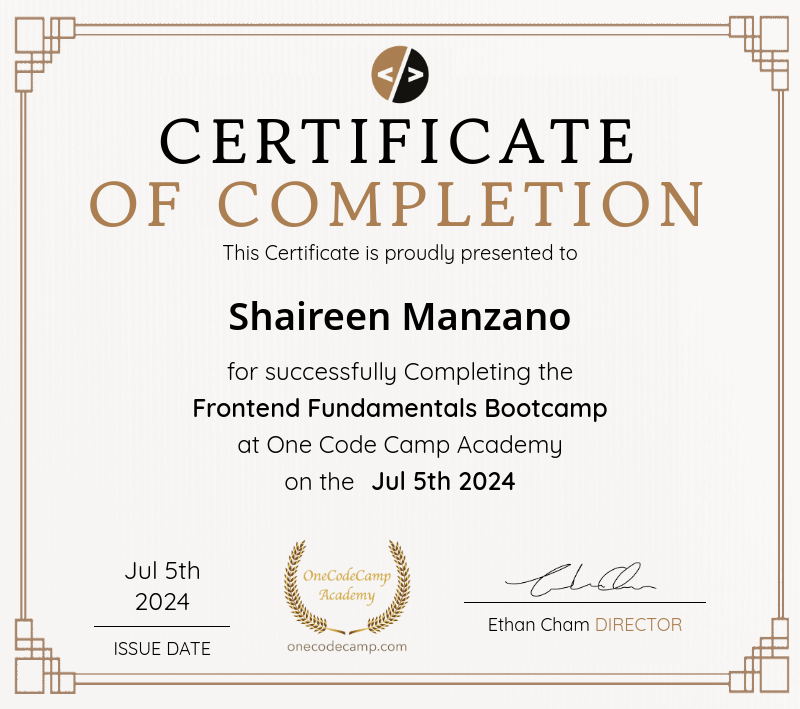 </>
CERTIFICATE
OF COMPLETION
This Certificate is proudly presented to
Shaireen Manzano
for successfully Completing the
Frontend Fundamentals Bootcamp
at One Code Camp Academy
on the Jul 5th 2024
Jul 5th
2024
ISSUE DATE
OneCodeCamp
Academy
onecodecamp.com
Ethan Cham DIRECTOR